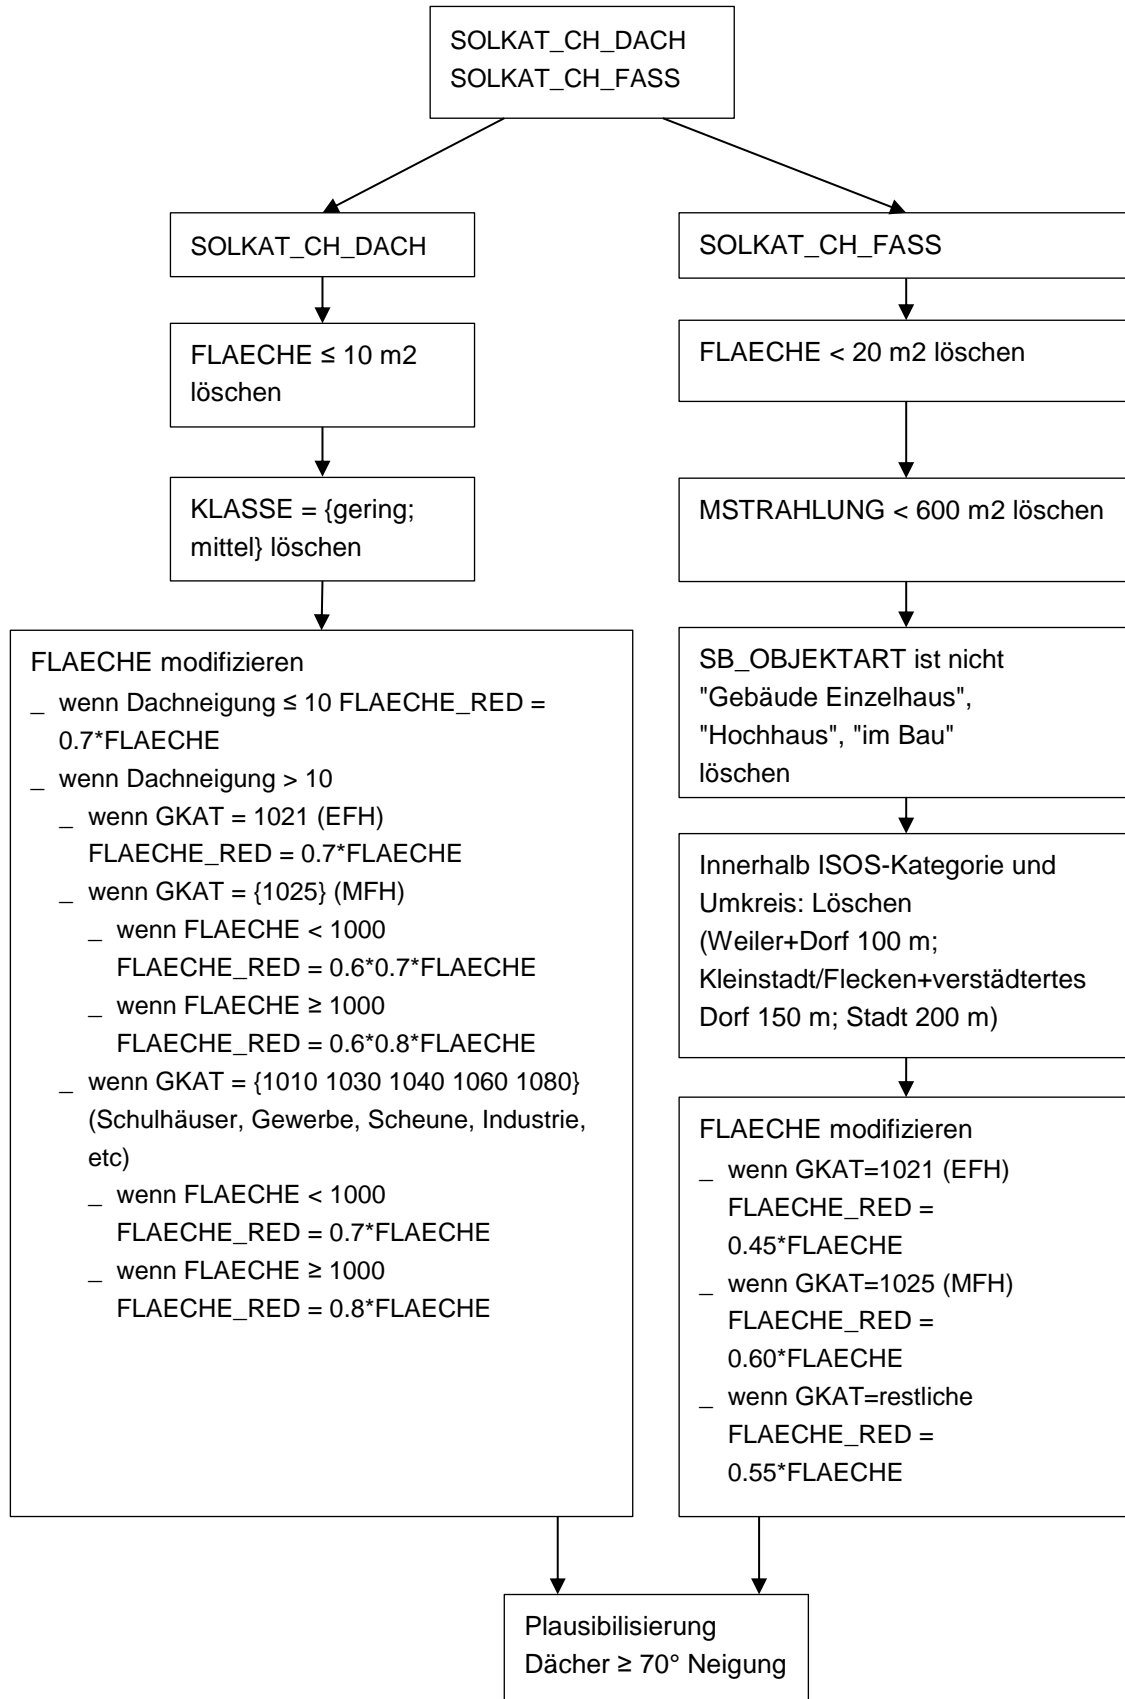 SOLKAT_CH_DACH
SOLKAT_CH_FASS
SOLKAT_CH_DACH
FLAECHE ≤ 10 m2
löschen
KLASSE = {gering;
mittel} löschen
FLAECHE modifizieren
_ wenn Dachneigung ≤ 10 FLAECHE_RED =
0.7*FLAECHE
_ wenn Dachneigung > 10
_ wenn GKAT = 1021 (EFH)
FLAECHE_RED = 0.7*FLAECHE
_ wenn GKAT = {1025} (MFH)
_ wenn FLAECHE < 1000
FLAECHE_RED = 0.6*0.7*FLAECHE
_ wenn FLAECHE ≥ 1000
FLAECHE_RED = 0.6*0.8*FLAECHE
_ wenn GKAT = {1010 1030 1040 1060 1080}
(Schulhäuser, Gewerbe, Scheune, Industrie,
etc)
_ wenn FLAECHE < 1000
FLAECHE_RED = 0.7*FLAECHE
_ wenn FLAECHE ≥ 1000
FLAECHE_RED = 0.8*FLAECHE
SOLKAT_CH_FASS
FLAECHE < 20 m2 löschen
MSTRAHLUNG < 600 m2 löschen
SB_OBJEKTART ist nicht
"Gebäude Einzelhaus",
"Hochhaus", "im Bau"
löschen
Innerhalb ISOS-Kategorie und
Umkreis: Löschen
(Weiler+Dorf 100 m;
Kleinstadt/Flecken+verstädtertes
Dorf 150 m; Stadt 200 m)
FLAECHE modifizieren
_ wenn GKAT=1021 (EFH)
FLAECHE_RED =
0.45*FLAECHE
_ wenn GKAT=1025 (MFH)
FLAECHE_RED =
0.60*FLAECHE
_ wenn GKAT=restliche
FLAECHE_RED =
0.55*FLAECHE
Plausibilisierung
Dächer ≥ 70° Neigung